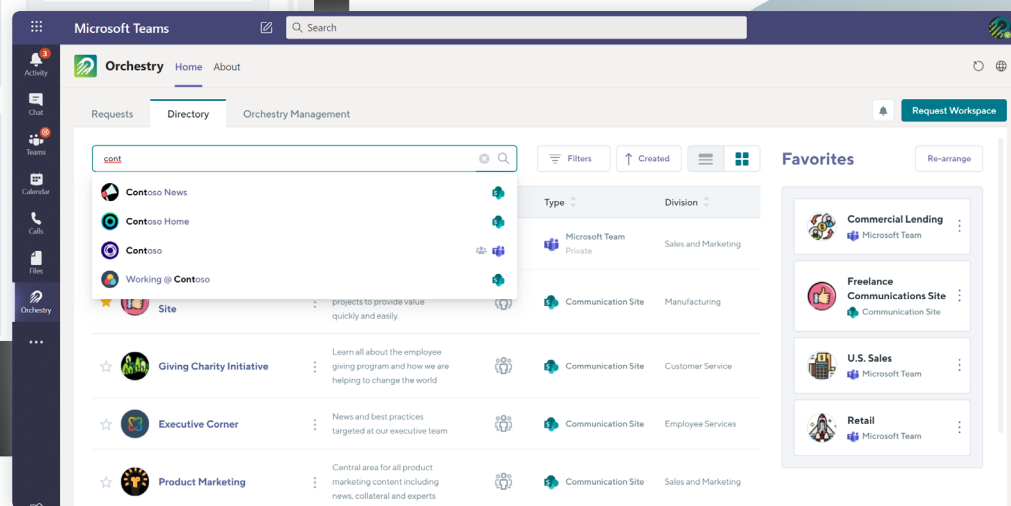 Microsoft Teams
Search
3
Activity
Chat
@
Teams
Calendar
Calls
Files
Orchestry
Orchestry Home About
Requests Directory Orchestry Management
Request Workspace
cont
Filters
Created
Contoso News
Contoso Home
Contoso
Working @ Contoso
Type Division
Microsoft Team
Private
Sales and Marketing
Site
projects to provide value
quickly and easily.
Communication Site
Manufacturing
Giving Charity Initiative
Learn all about the employee
giving program and how we are
helping to change the world
Communication Site
Customer Service
Executive Corner
News and best practices
targeted at our executive team
Communication Site
Employee Services
Product Marketing
Central area for all product
marketing content including
news, collateral and experts
Communication Site
Sales and Marketing
Favorites
Re-arrange
Commercial Lending
Microsoft Team
Freelance
Communications Site
Communication Site
U.S. Sales
Microsoft Team
Retail
Microsoft Team